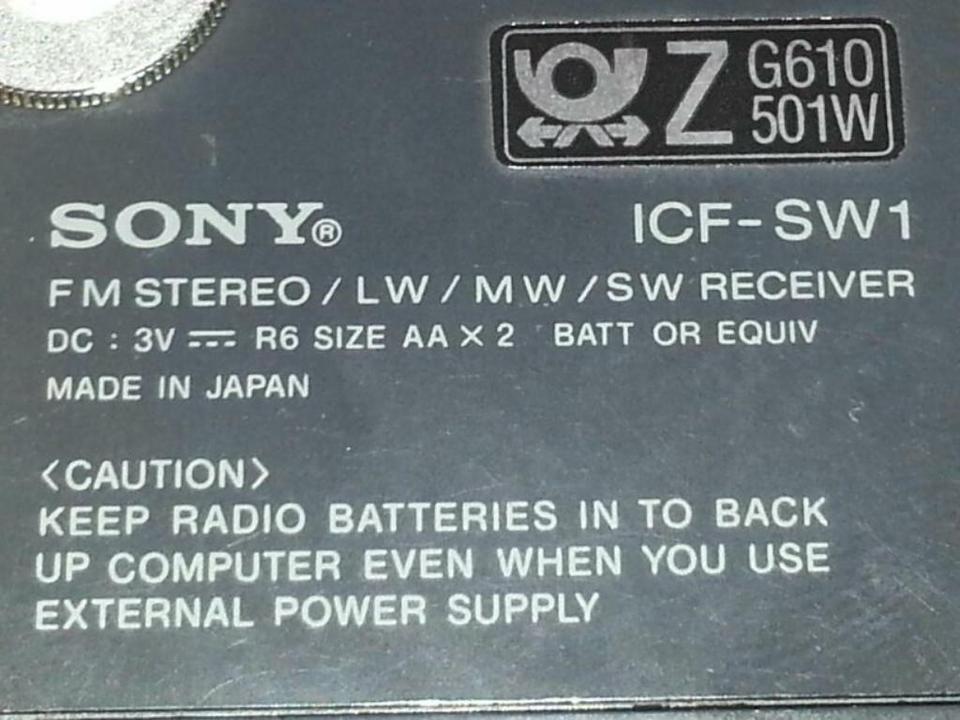 Z G610
501W
SONY® ICF-SW1
FM STEREO/LW/MW/SW RECEIVER
DC : 3V ⎓ R6 SIZE AA×2 BATT OR EQUIV
MADE IN JAPAN
<CAUTION>
KEEP RADIO BATTERIES IN TO BACK
UP COMPUTER EVEN WHEN YOU USE
EXTERNAL POWER SUPPLY